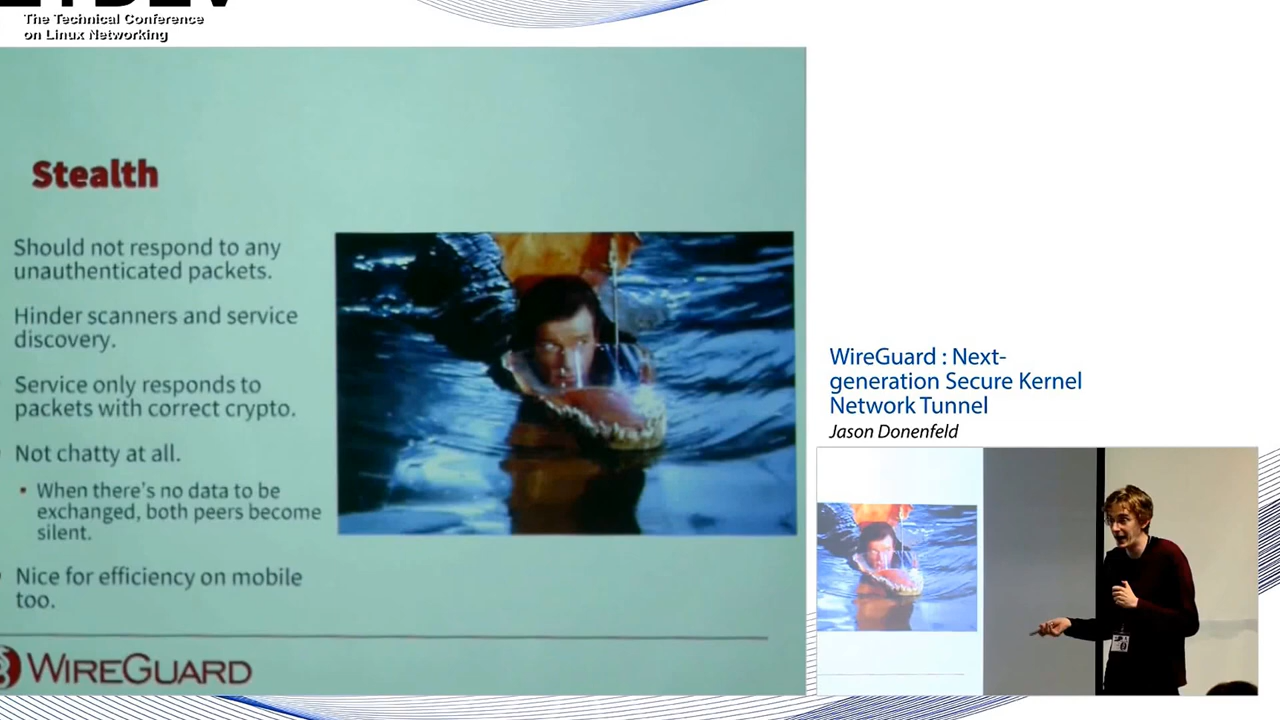 The Technical Conference
on Linux Networking
Stealth
Should not respond to any
unauthenticated packets.
Hinder scanners and service
discovery.
Service only responds to
packets with correct crypto.
Not chatty at all.
When there's no data to be
exchanged, both peers become
silent.
Nice for efficiency on mobile
too.
WIREGUARD
WireGuard : Next-
generation Secure Kernel
Network Tunnel
Jason Donenfeld